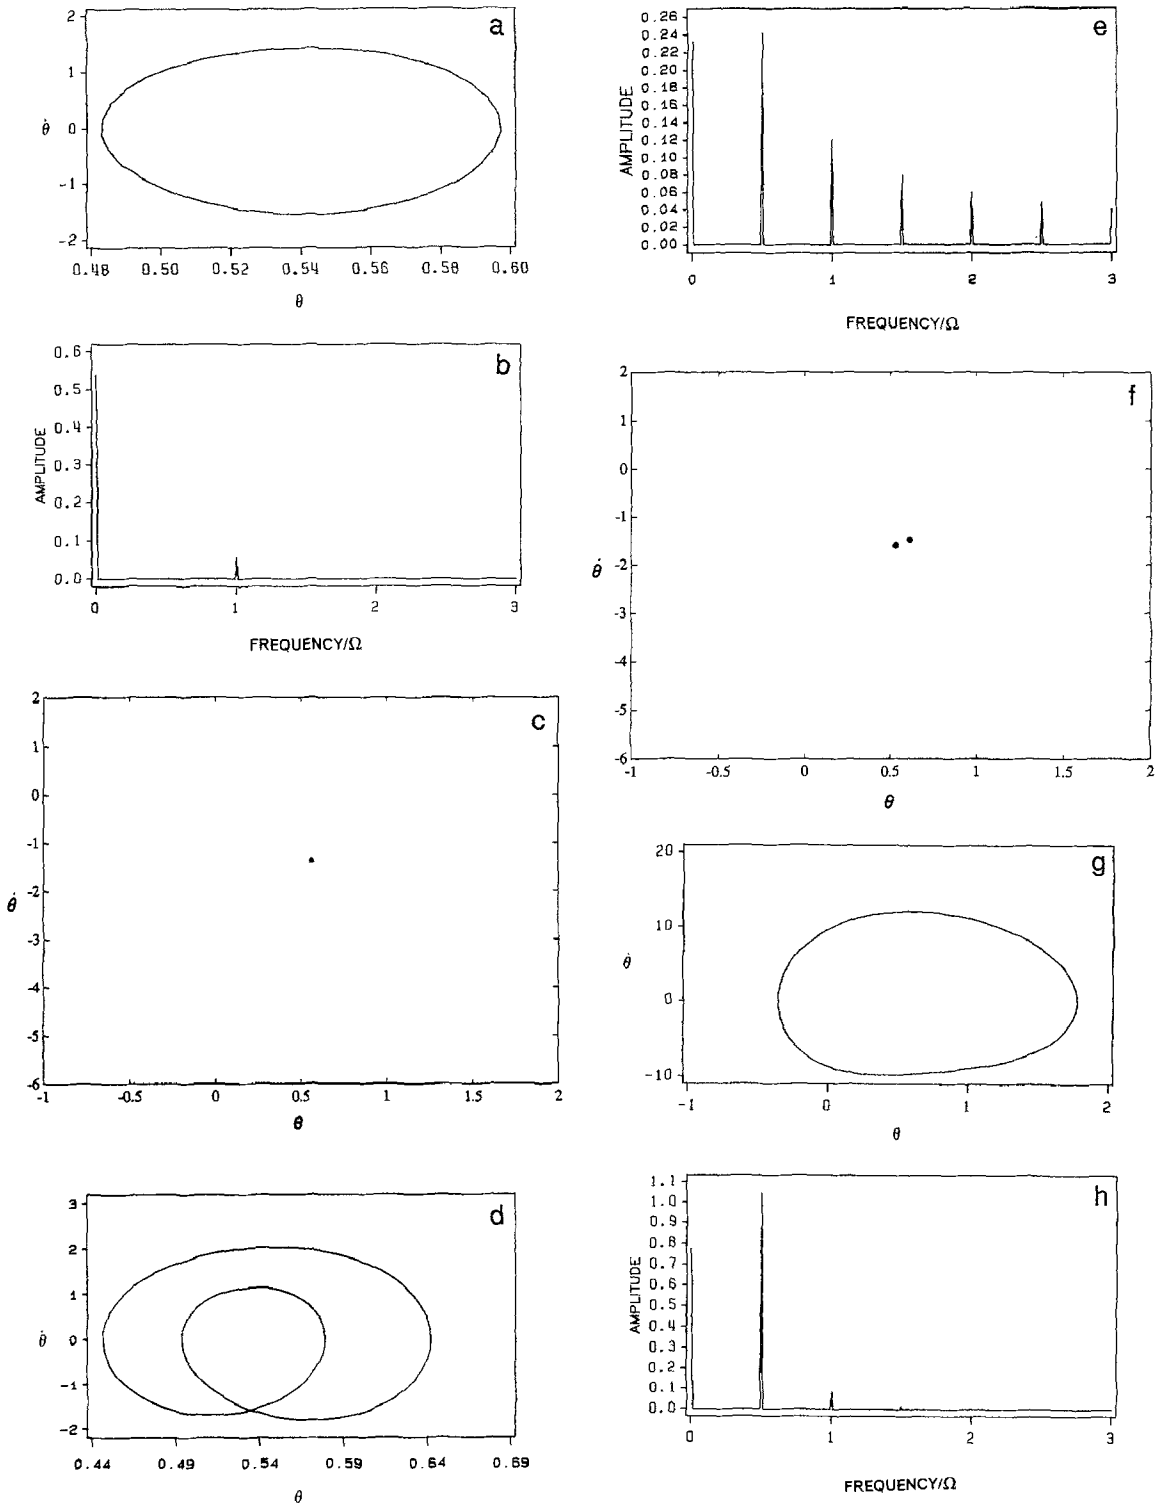 a
2
1
θ̇ 0
-1
-2
0.48 0.50 0.52 0.54 0.56 0.58 0.60
θ
b
0.6
0.5
0.4
0.3
0.2
0.1
0.0
AMPLITUDE
0 1 2 3
FREQUENCY/Ω
c
2
1
0
-1
-2
θ̇
-3
-4
-5
-6
-1 -0.5 0 0.5 1 1.5 2
θ
d
3
2
1
θ̇ 0
-1
-2
0.44 0.49 0.54 0.59 0.64 0.69
θ
e
0.26
0.24
0.22
0.20
0.18
0.16
0.14
0.12
0.10
0.08
0.06
0.04
0.02
0.00
AMPLITUDE
0 1 2 3
FREQUENCY/Ω
f
2
1
0
-1
-2
θ̇
-3
-4
-5
-6
-1 -0.5 0 0.5 1 1.5 2
θ
g
20
10
θ̇
0
-10
-1 0 1 2
θ
h
1.1
1.0
0.9
0.8
0.7
0.6
0.5
0.4
0.3
0.2
0.1
0.0
AMPLITUDE
0 1 2 3
FREQUENCY/Ω